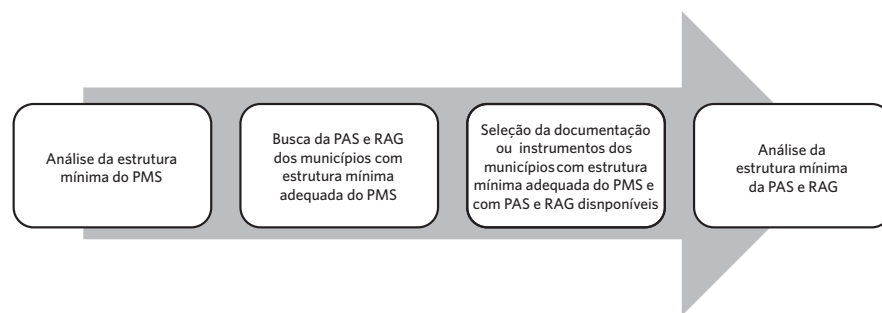 Análise da estrutura
mínima do PMS
Busca da PAS e RAG
dos municípios com
estrutura mínima
adequada do PMS
Seleção da documentação
ou instrumentos dos
municípios com estrutura
mínima adequada do PMS e
com PAS e RAG disnponíveis
Análise da
estrutura mínima
da PAS e RAG